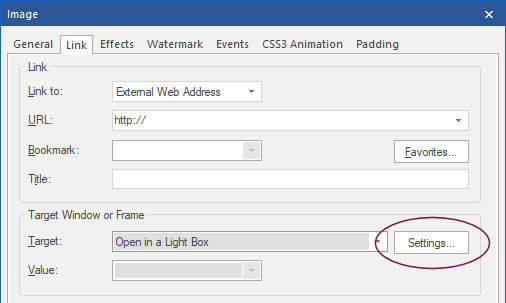 Image
General Link Effects Watermark Events CSS3 Animation Padding
Link
Link to: External Web Address
URL: http://
Bookmark: Favorites...
Title:
Target Window or Frame
Target: Open in a Light Box Settings...
Value: